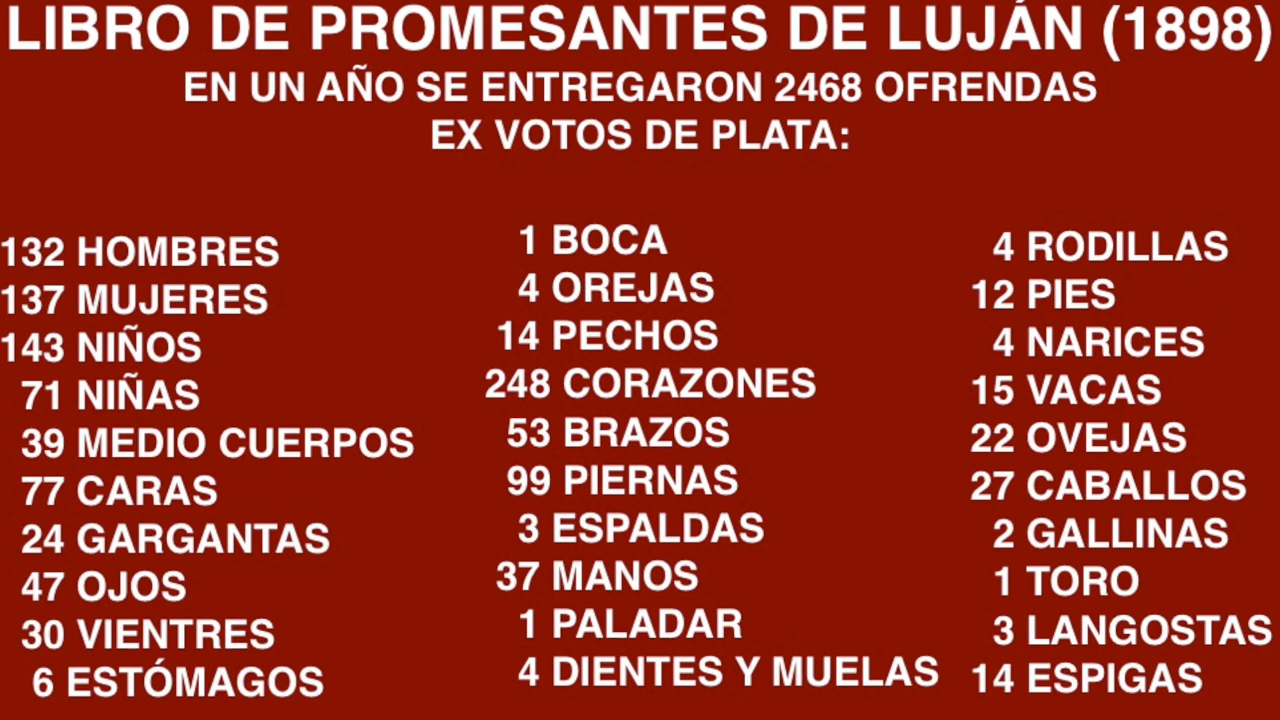 LIBRO DE PROMESANTES DE LUJÁN (1898)
EN UN AÑO SE ENTREGARON 2468 OFRENDAS
EX VOTOS DE PLATA:
132 HOMBRES
137 MUJERES
143 NIÑOS
71 NIÑAS
39 MEDIO CUERPOS
77 CARAS
24 GARGANTAS
47 OJOS
30 VIENTRES
6 ESTÓMAGOS
1 BOCA
4 OREJAS
14 PECHOS
248 CORAZONES
53 BRAZOS
99 PIERNAS
3 ESPALDAS
37 MANOS
1 PALADAR
4 DIENTES Y MUELAS
4 RODILLAS
12 PIES
4 NARICES
15 VACAS
22 OVEJAS
27 CABALLOS
2 GALLINAS
1 TORO
3 LANGOSTAS
14 ESPIGAS